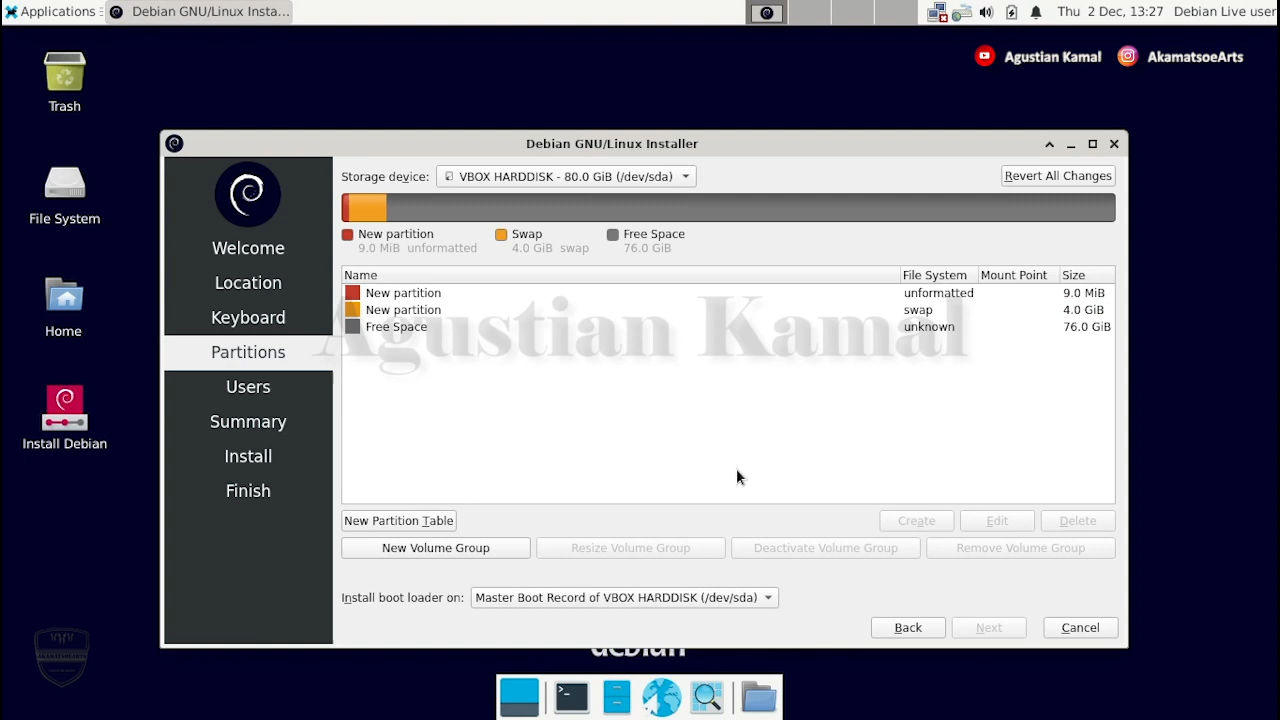 Applications
Debian GNU/Linux Insta...
Thu 2 Dec, 13:27
Debian Live user
Agustian Kamal
AkamatsoeArts
Trash
File System
Home
Install Debian
Debian GNU/Linux Installer
Welcome
Location
Keyboard
Partitions
Users
Summary
Install
Finish
Storage device:
VBOX HARDDISK - 80.0 GiB (/dev/sda)
Revert All Changes
New partition
9.0 MiB unformatted
Swap
4.0 GiB swap
Free Space
76.0 GiB
Name File System Mount Point Size
New partition unformatted 9.0 MiB
New partition swap 4.0 GiB
Free Space unknown 76.0 GiB
Agustian Kamal
New Partition Table
Create
Edit
Delete
New Volume Group
Resize Volume Group
Deactivate Volume Group
Remove Volume Group
Install boot loader on:
Master Boot Record of VBOX HARDDISK (/dev/sda)
Back
Next
Cancel
debian